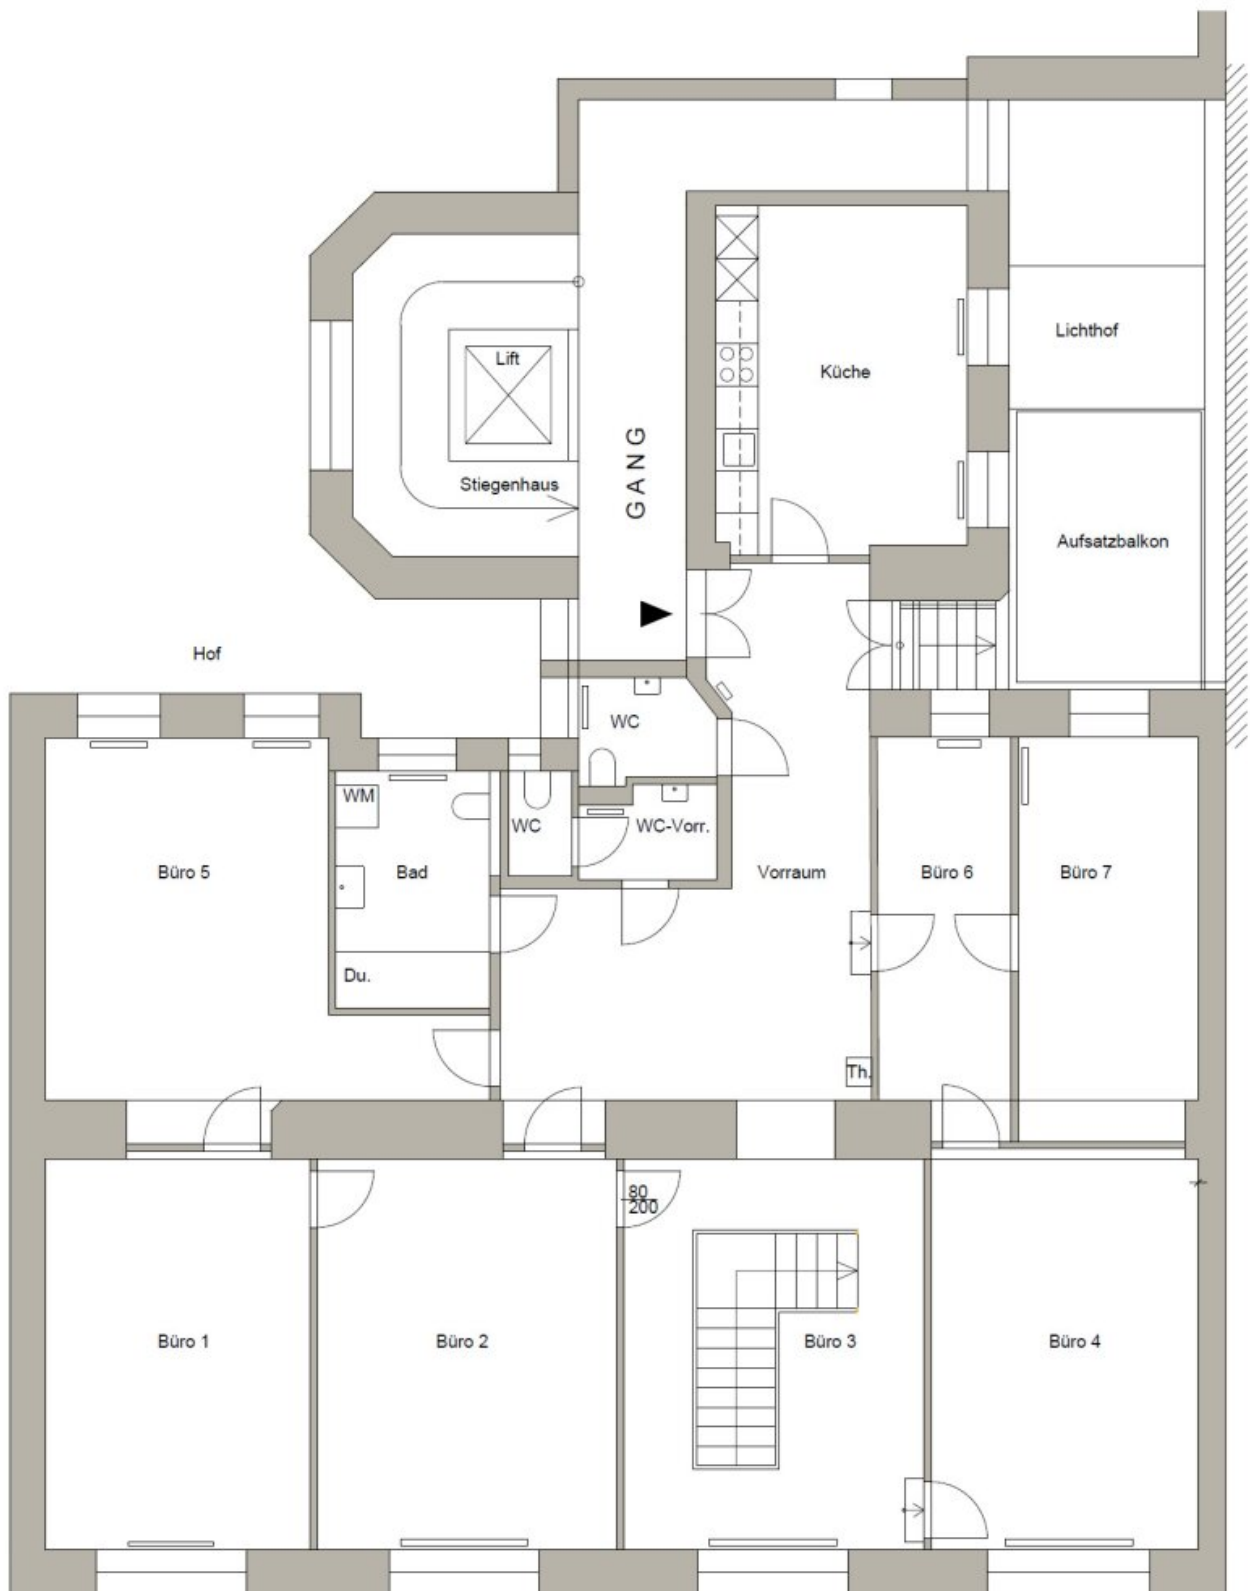 Lift
Lichthof
Küche
GANG
Stiegenhaus
Aufsatzbalkon
Hof
WC
WM
WC
WC-Vorr.
Büro 5
Bad
Vorraum
Büro 6
Büro 7
Du.
Th.
80
200
Büro 1
Büro 2
Büro 3
Büro 4